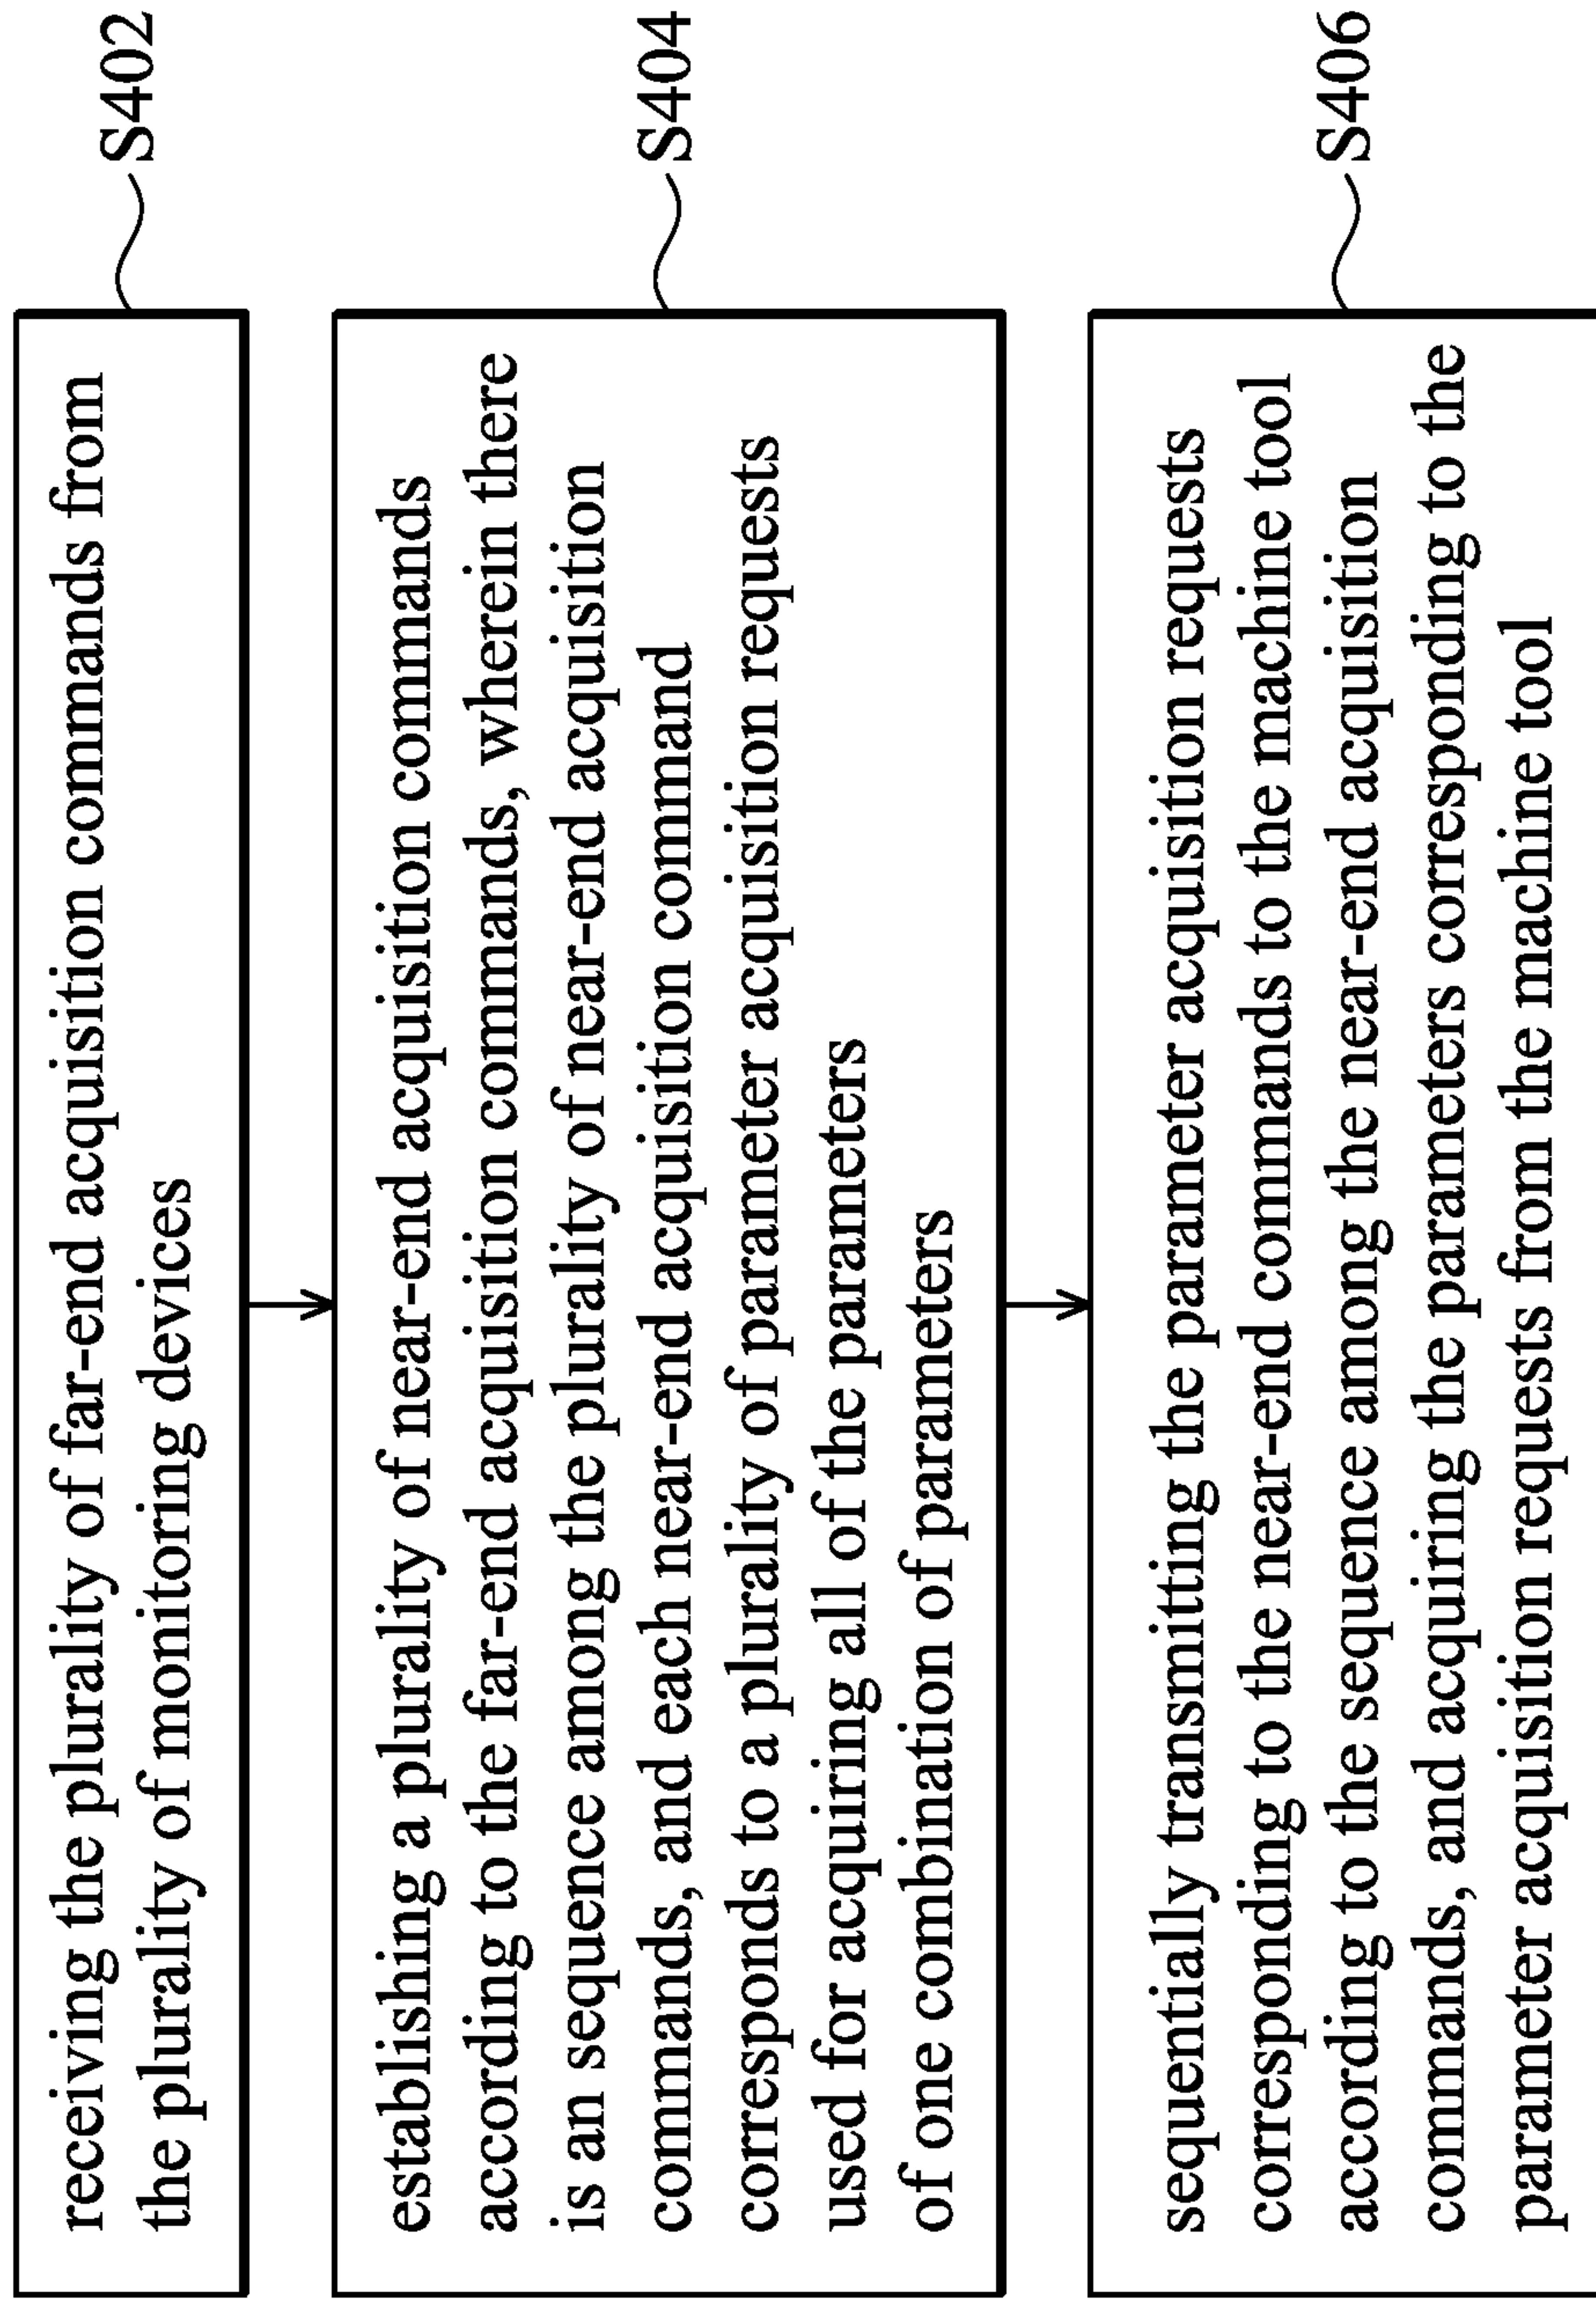 receiving the plurality of far-end acquisition commands from
the plurality of monitoring devices
S402
establishing a plurality of near-end acquisition commands
according to the far-end acquisition commands, wherein there
is an sequence among the plurality of near-end acquisition
commands, and each near-end acquisition command
corresponds to a plurality of parameter acquisition requests
used for acquiring all of the parameters
of one combination of parameters
S404
sequentially transmitting the parameter acquisition requests
corresponding to the near-end commands to the machine tool
according to the sequence among the near-end acquisition
commands, and acquiring the parameters corresponding to the
parameter acquisition requests from the machine tool
S406